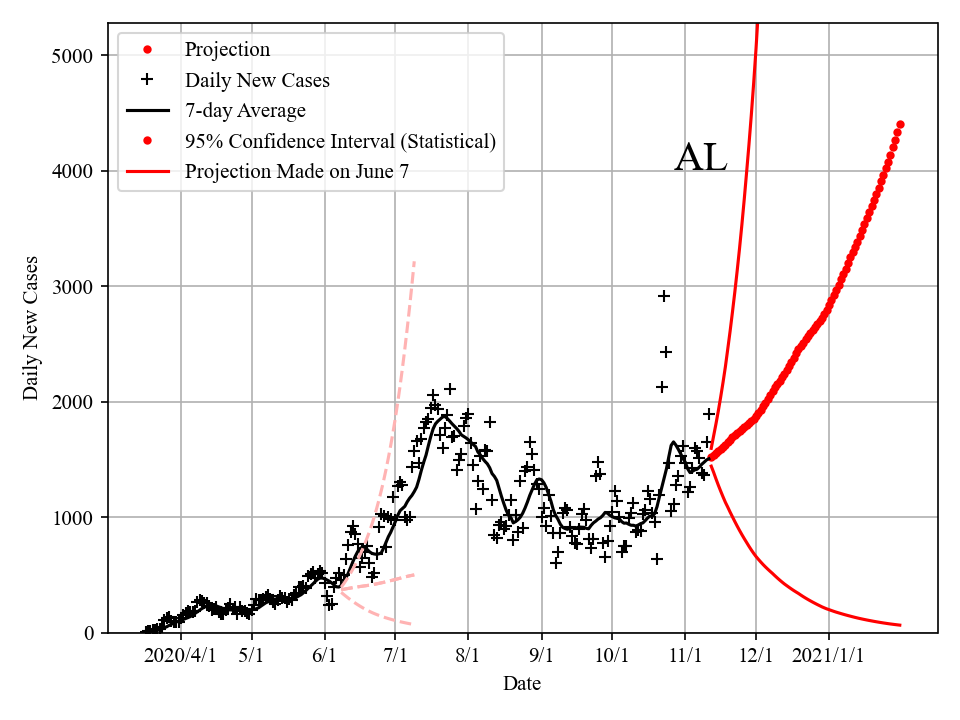 5000
4000
3000
2000
1000
0
Daily New Cases
Projection
Daily New Cases
7-day Average
95% Confidence Interval (Statistical)
Projection Made on June 7
AL
2020/4/1 5/1 6/1 7/1 8/1 9/1 10/1 11/1 12/1 2021/1/1
Date